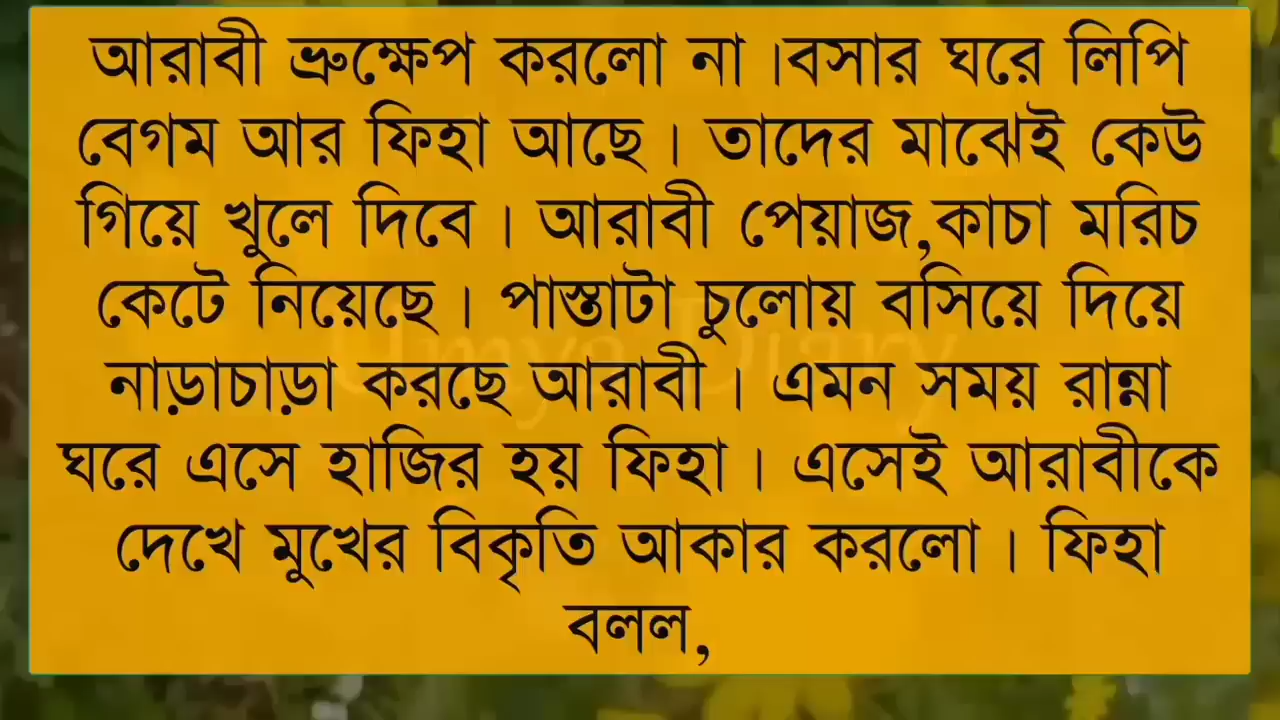 আরাবী ভ্রুক্ষেপ করলো না ।বসার ঘরে লিপি
বেগম আর ফিহা আছে । তাদের মাঝেই কেউ
গিয়ে খুলে দিবে । আরাবী পেয়াজ,কাচা মরিচ
কেটে নিয়েছে । পাস্তাটা চুলোয় বসিয়ে দিয়ে
নাড়াচাড়া করছে আরাবী । এমন সময় রান্না
ঘরে এসে হাজির হয় ফিহা । এসেই আরাবীকে
দেখে মুখের বিকৃতি আকার করলো । ফিহা
বলল,